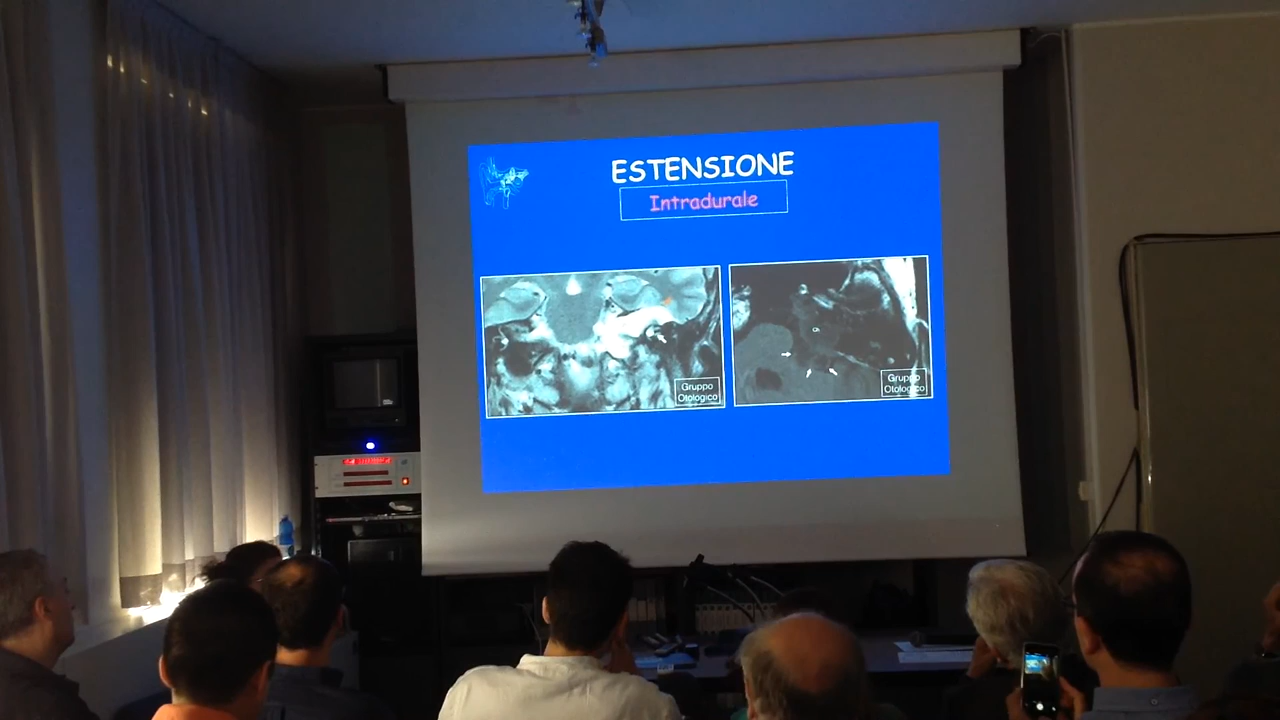 ESTENSIONE
Intradurale
Gruppo
Otologico
Gruppo
Otologico